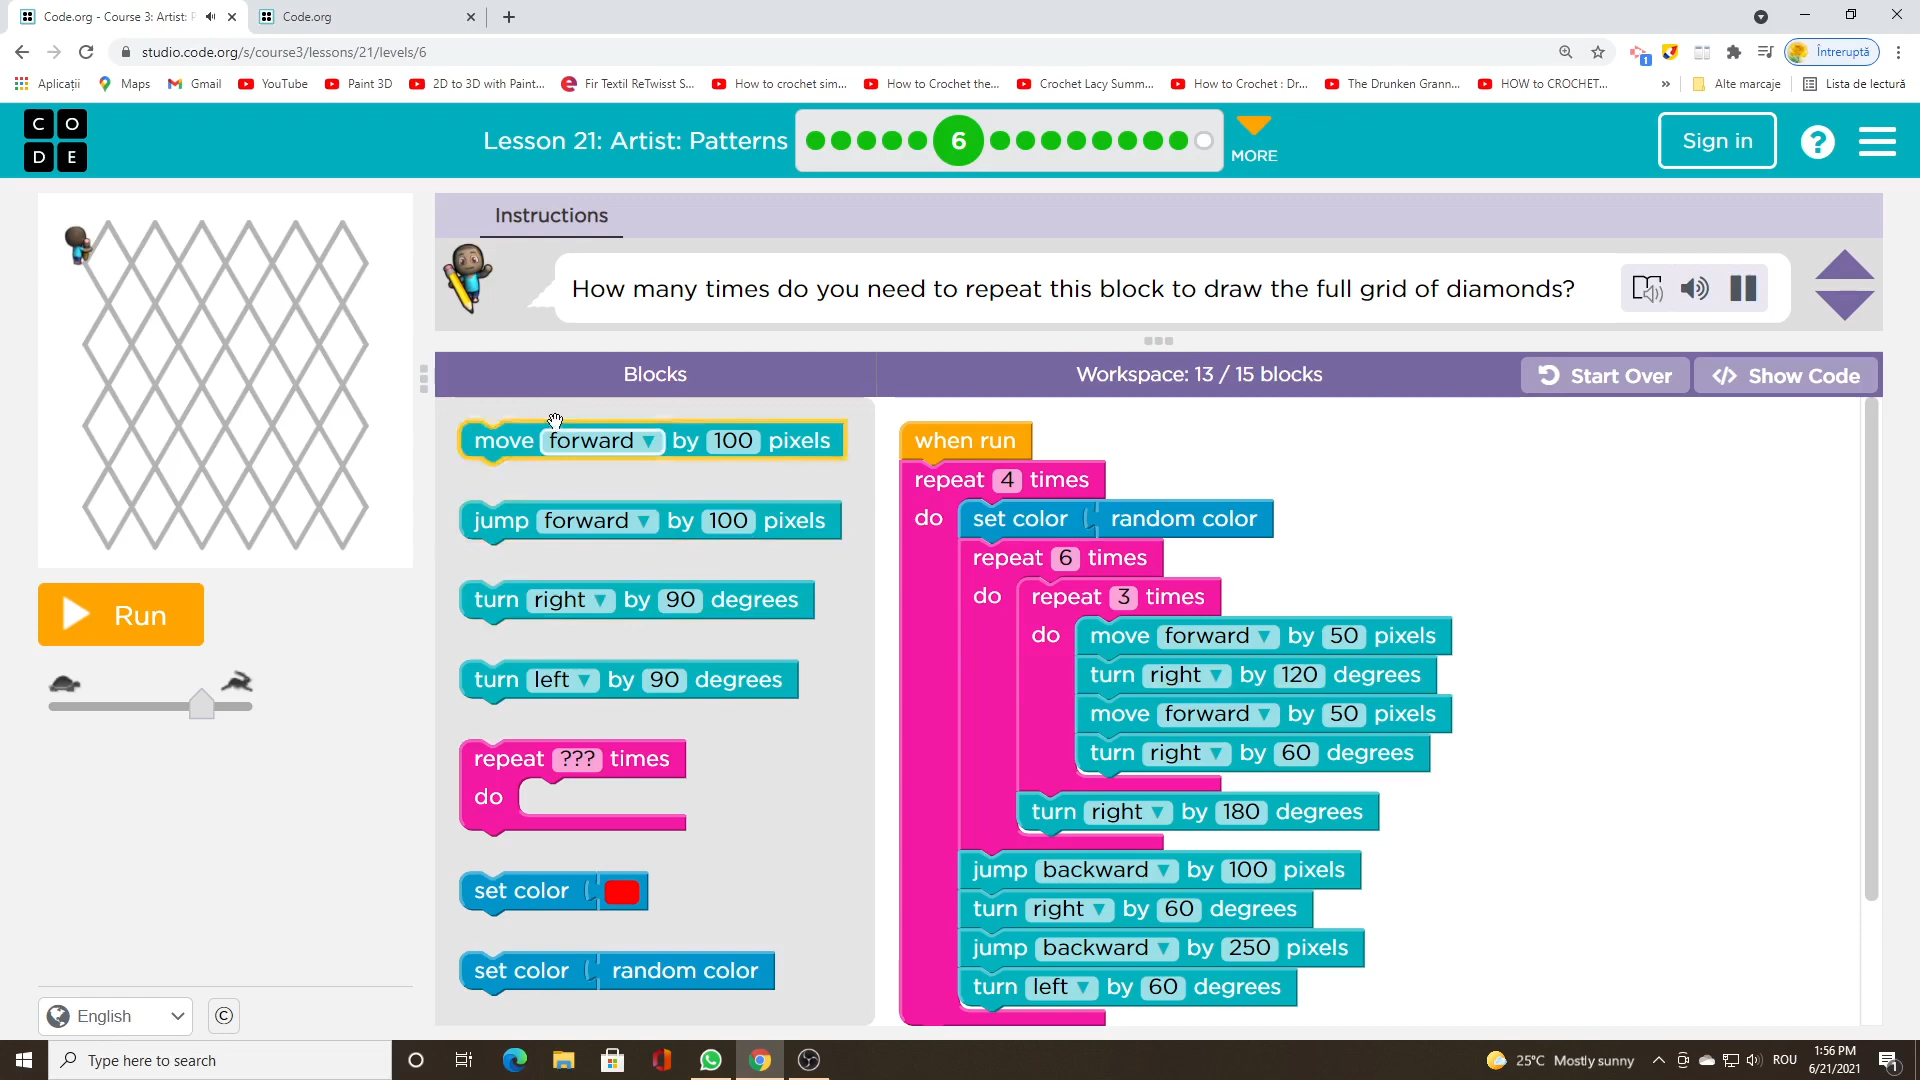 Code.org - Course 3: Artist: P
Code.org
studio.code.org/s/course3/lessons/21/levels/6
1
Întreruptă
Aplicații
Maps
Gmail
YouTube
Paint 3D
2D to 3D with Paint...
Fir Textil ReTwisst S...
How to crochet sim...
How to Crochet the...
Crochet Lacy Summ...
How to Crochet : Dr...
The Drunken Grann...
HOW to CROCHET...
»
Alte marcaje
Lista de lectură
C O
D E
Lesson 21: Artist: Patterns
6
MORE
Sign in
?
Instructions
How many times do you need to repeat this block to draw the full grid of diamonds?
Blocks
Workspace: 13 / 15 blocks
Start Over
</> Show Code
move forward ▼ by 100 pixels
jump forward ▼ by 100 pixels
turn right ▼ by 90 degrees
turn left ▼ by 90 degrees
repeat ??? times
do
set color
set color random color
when run
repeat 4 times
do set color random color
repeat 6 times
do repeat 3 times
do move forward ▼ by 50 pixels
turn right ▼ by 120 degrees
move forward ▼ by 50 pixels
turn right ▼ by 60 degrees
turn right ▼ by 180 degrees
jump backward ▼ by 100 pixels
turn right ▼ by 60 degrees
jump backward ▼ by 250 pixels
turn left ▼ by 60 degrees
Run
English
©
Type here to search
25°C Mostly sunny
ROU
1:56 PM
6/21/2021
1